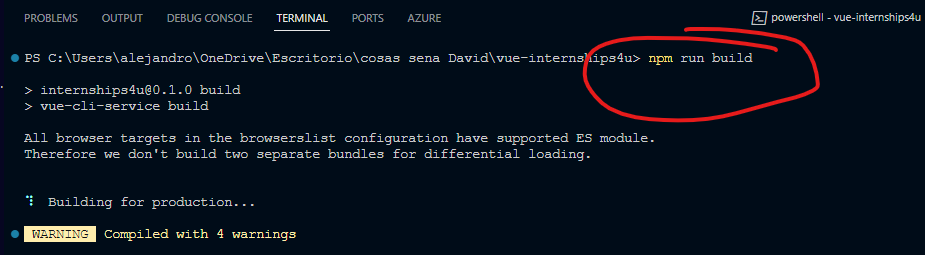 PROBLEMS OUTPUT DEBUG CONSOLE TERMINAL PORTS AZURE powershell - vue-internships4u
PS C:\Users\alejandro\OneDrive\Escritorio\cosas sena David\vue-internships4u> npm run build
> internships4u@0.1.0 build
> vue-cli-service build
All browser targets in the browserslist configuration have supported ES module.
Therefore we don't build two separate bundles for differential loading.
Building for production...
WARNING Compiled with 4 warnings